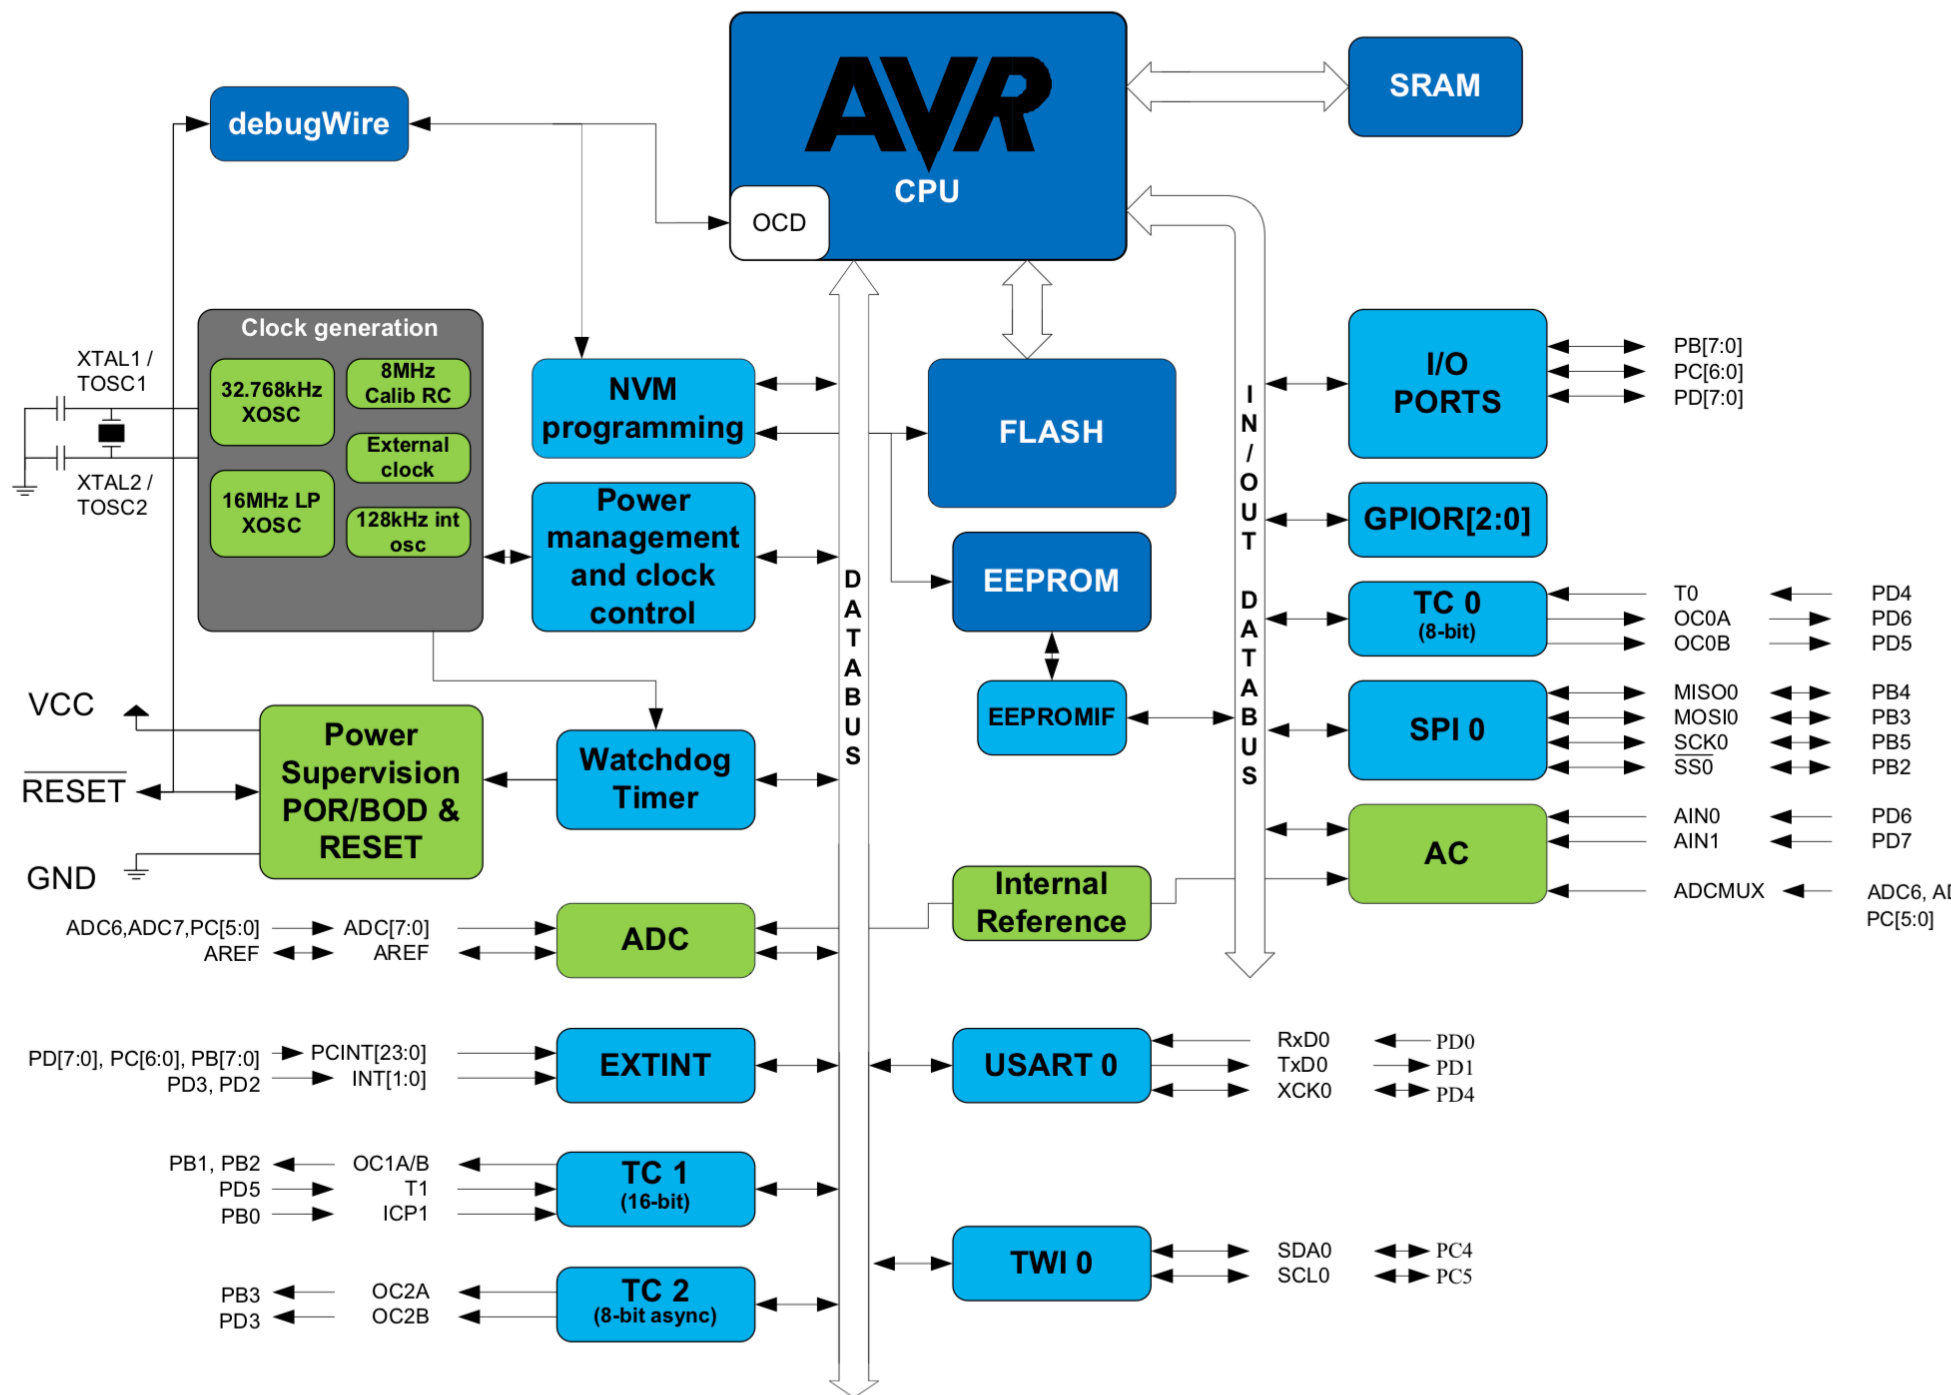 AVR
CPU
OCD
SRAM
debugWire
Clock generation
32.768kHz
XOSC
8MHz
Calib RC
External
clock
16MHz LP
XOSC
128kHz int
osc
XTAL1 /
TOSC1
XTAL2 /
TOSC2
NVM
programming
Power
management
and clock
control
FLASH
EEPROM
EEPROMIF
DATABUS
IN/OUT DATABUS
I/O
PORTS
PB[7:0]
PC[6:0]
PD[7:0]
GPIOR[2:0]
TC 0
(8-bit)
T0 PD4
OC0A PD6
OC0B PD5
SPI 0
MISO0 PB4
MOSI0 PB3
SCK0 PB5
SS0 PB2
AC
AIN0 PD6
AIN1 PD7
ADCMUX ADC6, AD
PC[5:0]
VCC
RESET
GND
Power
Supervision
POR/BOD &
RESET
Watchdog
Timer
Internal
Reference
ADC6,ADC7,PC[5:0] ADC[7:0]
AREF AREF
ADC
PD[7:0], PC[6:0], PB[7:0] PCINT[23:0]
PD3, PD2 INT[1:0]
EXTINT
USART 0
RxD0 PD0
TxD0 PD1
XCK0 PD4
PB1, PB2 OC1A/B
PD5 T1
PB0 ICP1
TC 1
(16-bit)
TWI 0
SDA0 PC4
SCL0 PC5
PB3 OC2A
PD3 OC2B
TC 2
(8-bit async)